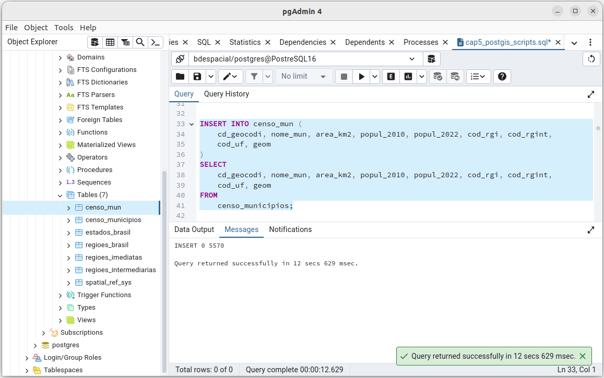 pgAdmin 4
File Object Tools Help
Object Explorer
ies SQL Statistics Dependencies Dependents Processes cap5_postgis_scripts.sql*
bdespacial/postgres@PostreSQL16
No limit
Query Query History
Domains
FTS Configurations
FTS Dictionaries
FTS Parsers
FTS Templates
Foreign Tables
Functions
Materialized Views
Operators
Procedures
Sequences
Tables (7)
censo_mun
censo_municipios
estados_brasil
regioes_brasil
regioes_imediatas
regioes_intermediarias
spatial_ref_sys
Trigger Functions
Types
Views
Subscriptions
postgres
Login/Group Roles
Tablespaces
31
32
33 INSERT INTO censo_mun (
34 cd_geocodi, nome_mun, area_km2, popul_2010, popul_2022, cod_rgi, cod_rgint,
35 cod_uf, geom
36 )
37 SELECT
38 cd_geocodi, nome_mun, area_km2, popul_2010, popul_2022, cod_rgi, cod_rgint,
39 cod_uf, geom
40 FROM
41 censo_municipios;
42
Data Output Messages Notifications
INSERT 0 5570
Query returned successfully in 12 secs 629 msec.
Query returned successfully in 12 secs 629 msec.
Total rows: 0 of 0 Query complete 00:00:12.629 Ln 33, Col 1